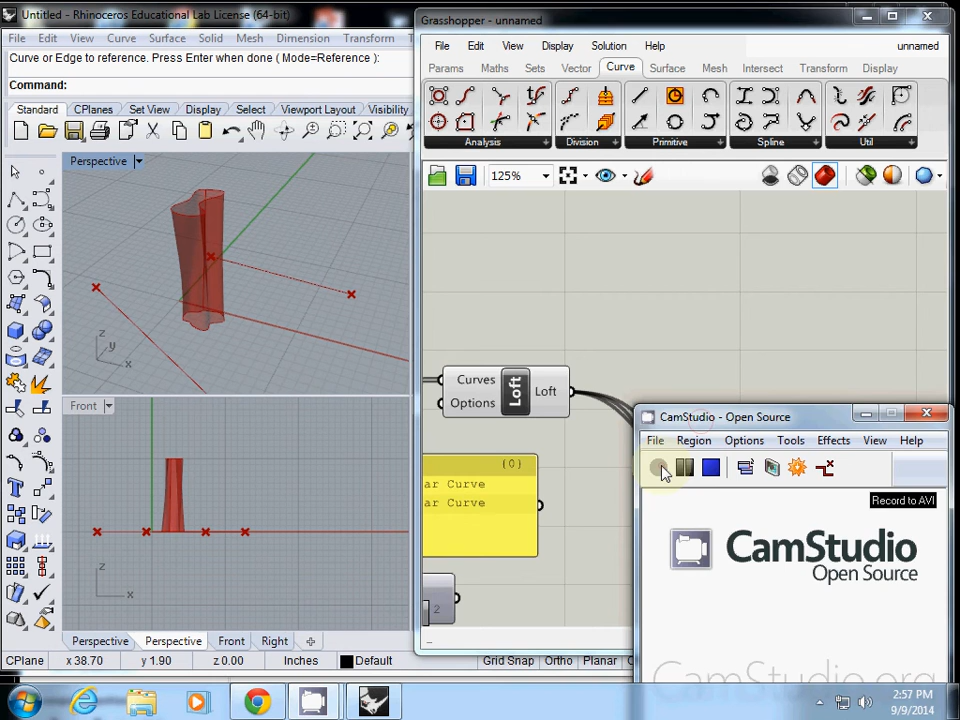 Untitled - Rhinoceros Educational Lab License (64-bit)
File Edit View Curve Surface Solid Mesh Dimension Transform
Curve or Edge to reference. Press Enter when done ( Mode=Reference ):
Command:
Standard CPlanes Set View Display Select Viewport Layout Visibility
Perspective
z
y
x
Front
z
x
Perspective Perspective Front Right
CPlane x 38.70 y 1.90 z 0.00 Inches Default Grid Snap Ortho Planar
Grasshopper - unnamed
File Edit View Display Solution Help unnamed
Params Maths Sets Vector Curve Surface Mesh Intersect Transform Display
Analysis Division Primitive Spline Util
125%
Curves
Options
Loft
Loft
{0}
ar Curve
ar Curve
2
CamStudio - Open Source
File Region Options Tools Effects View Help
Record to AVI
CamStudio
Open Source
CamStudio.org
2:57 PM
9/9/2014